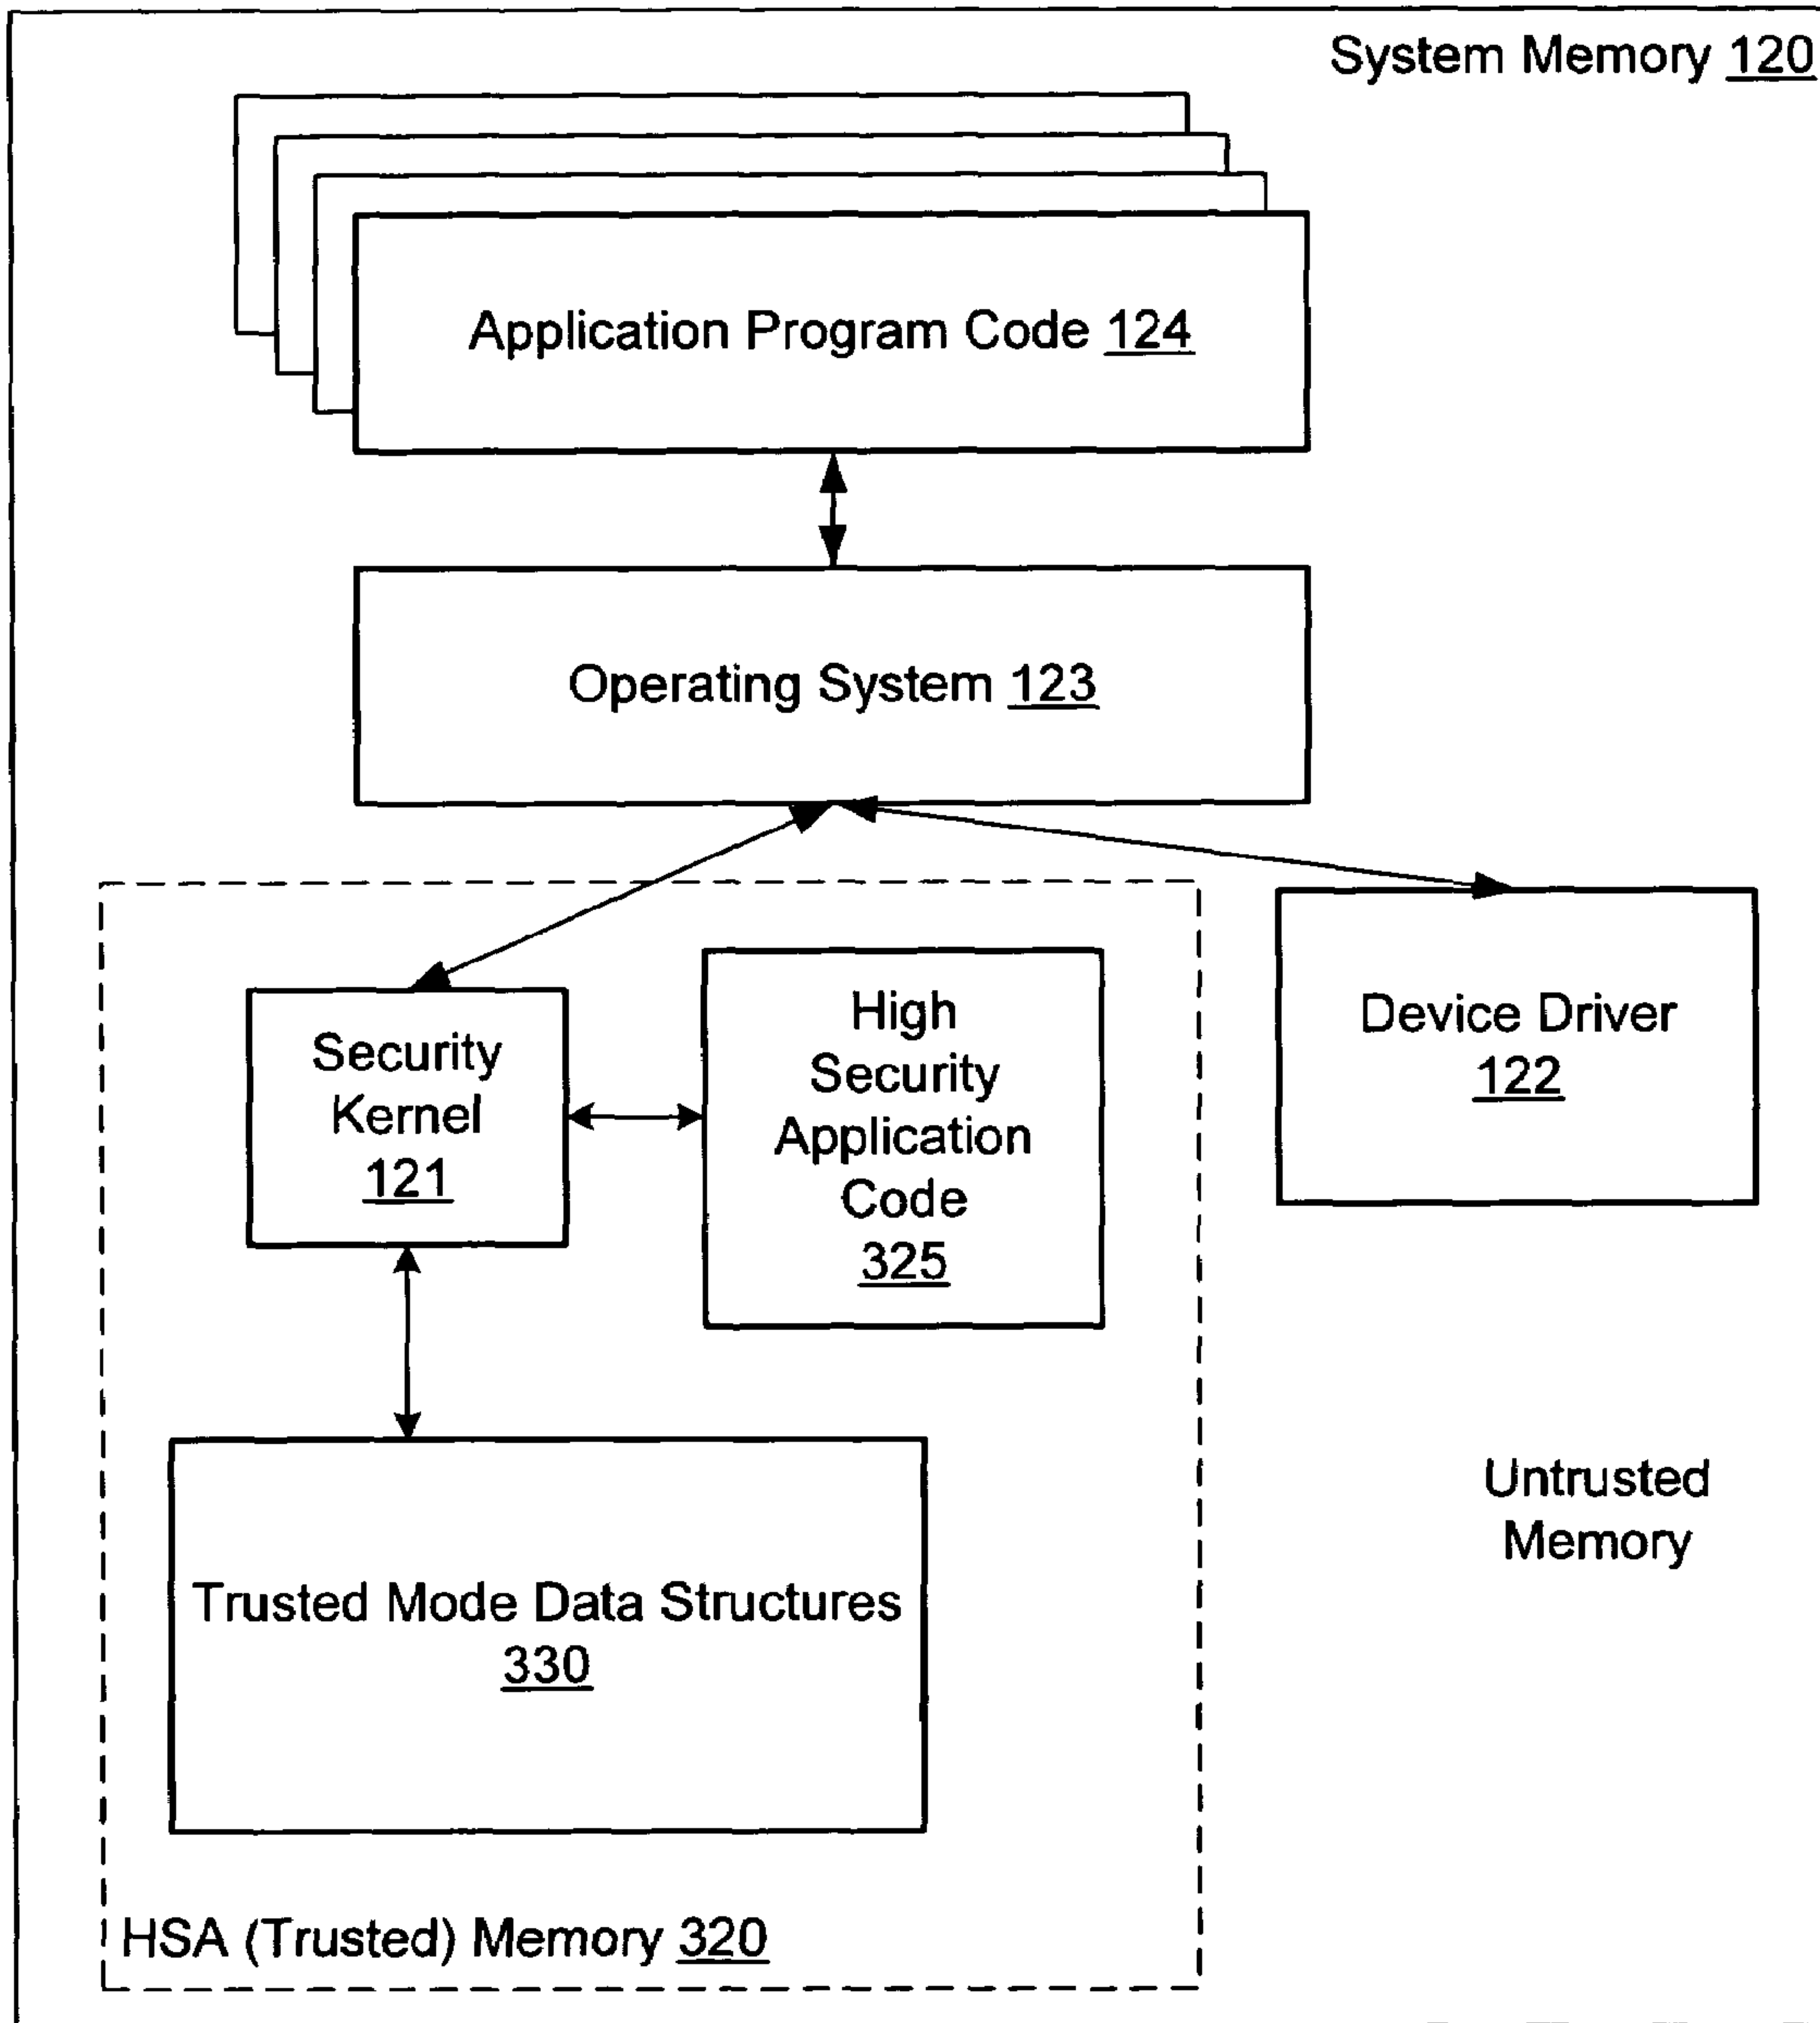 System Memory 120
Application Program Code 124
Operating System 123
Security
Kernel
121
High
Security
Application
Code
325
Device Driver
122
Untrusted
Memory
Trusted Mode Data Structures
330
HSA (Trusted) Memory 320